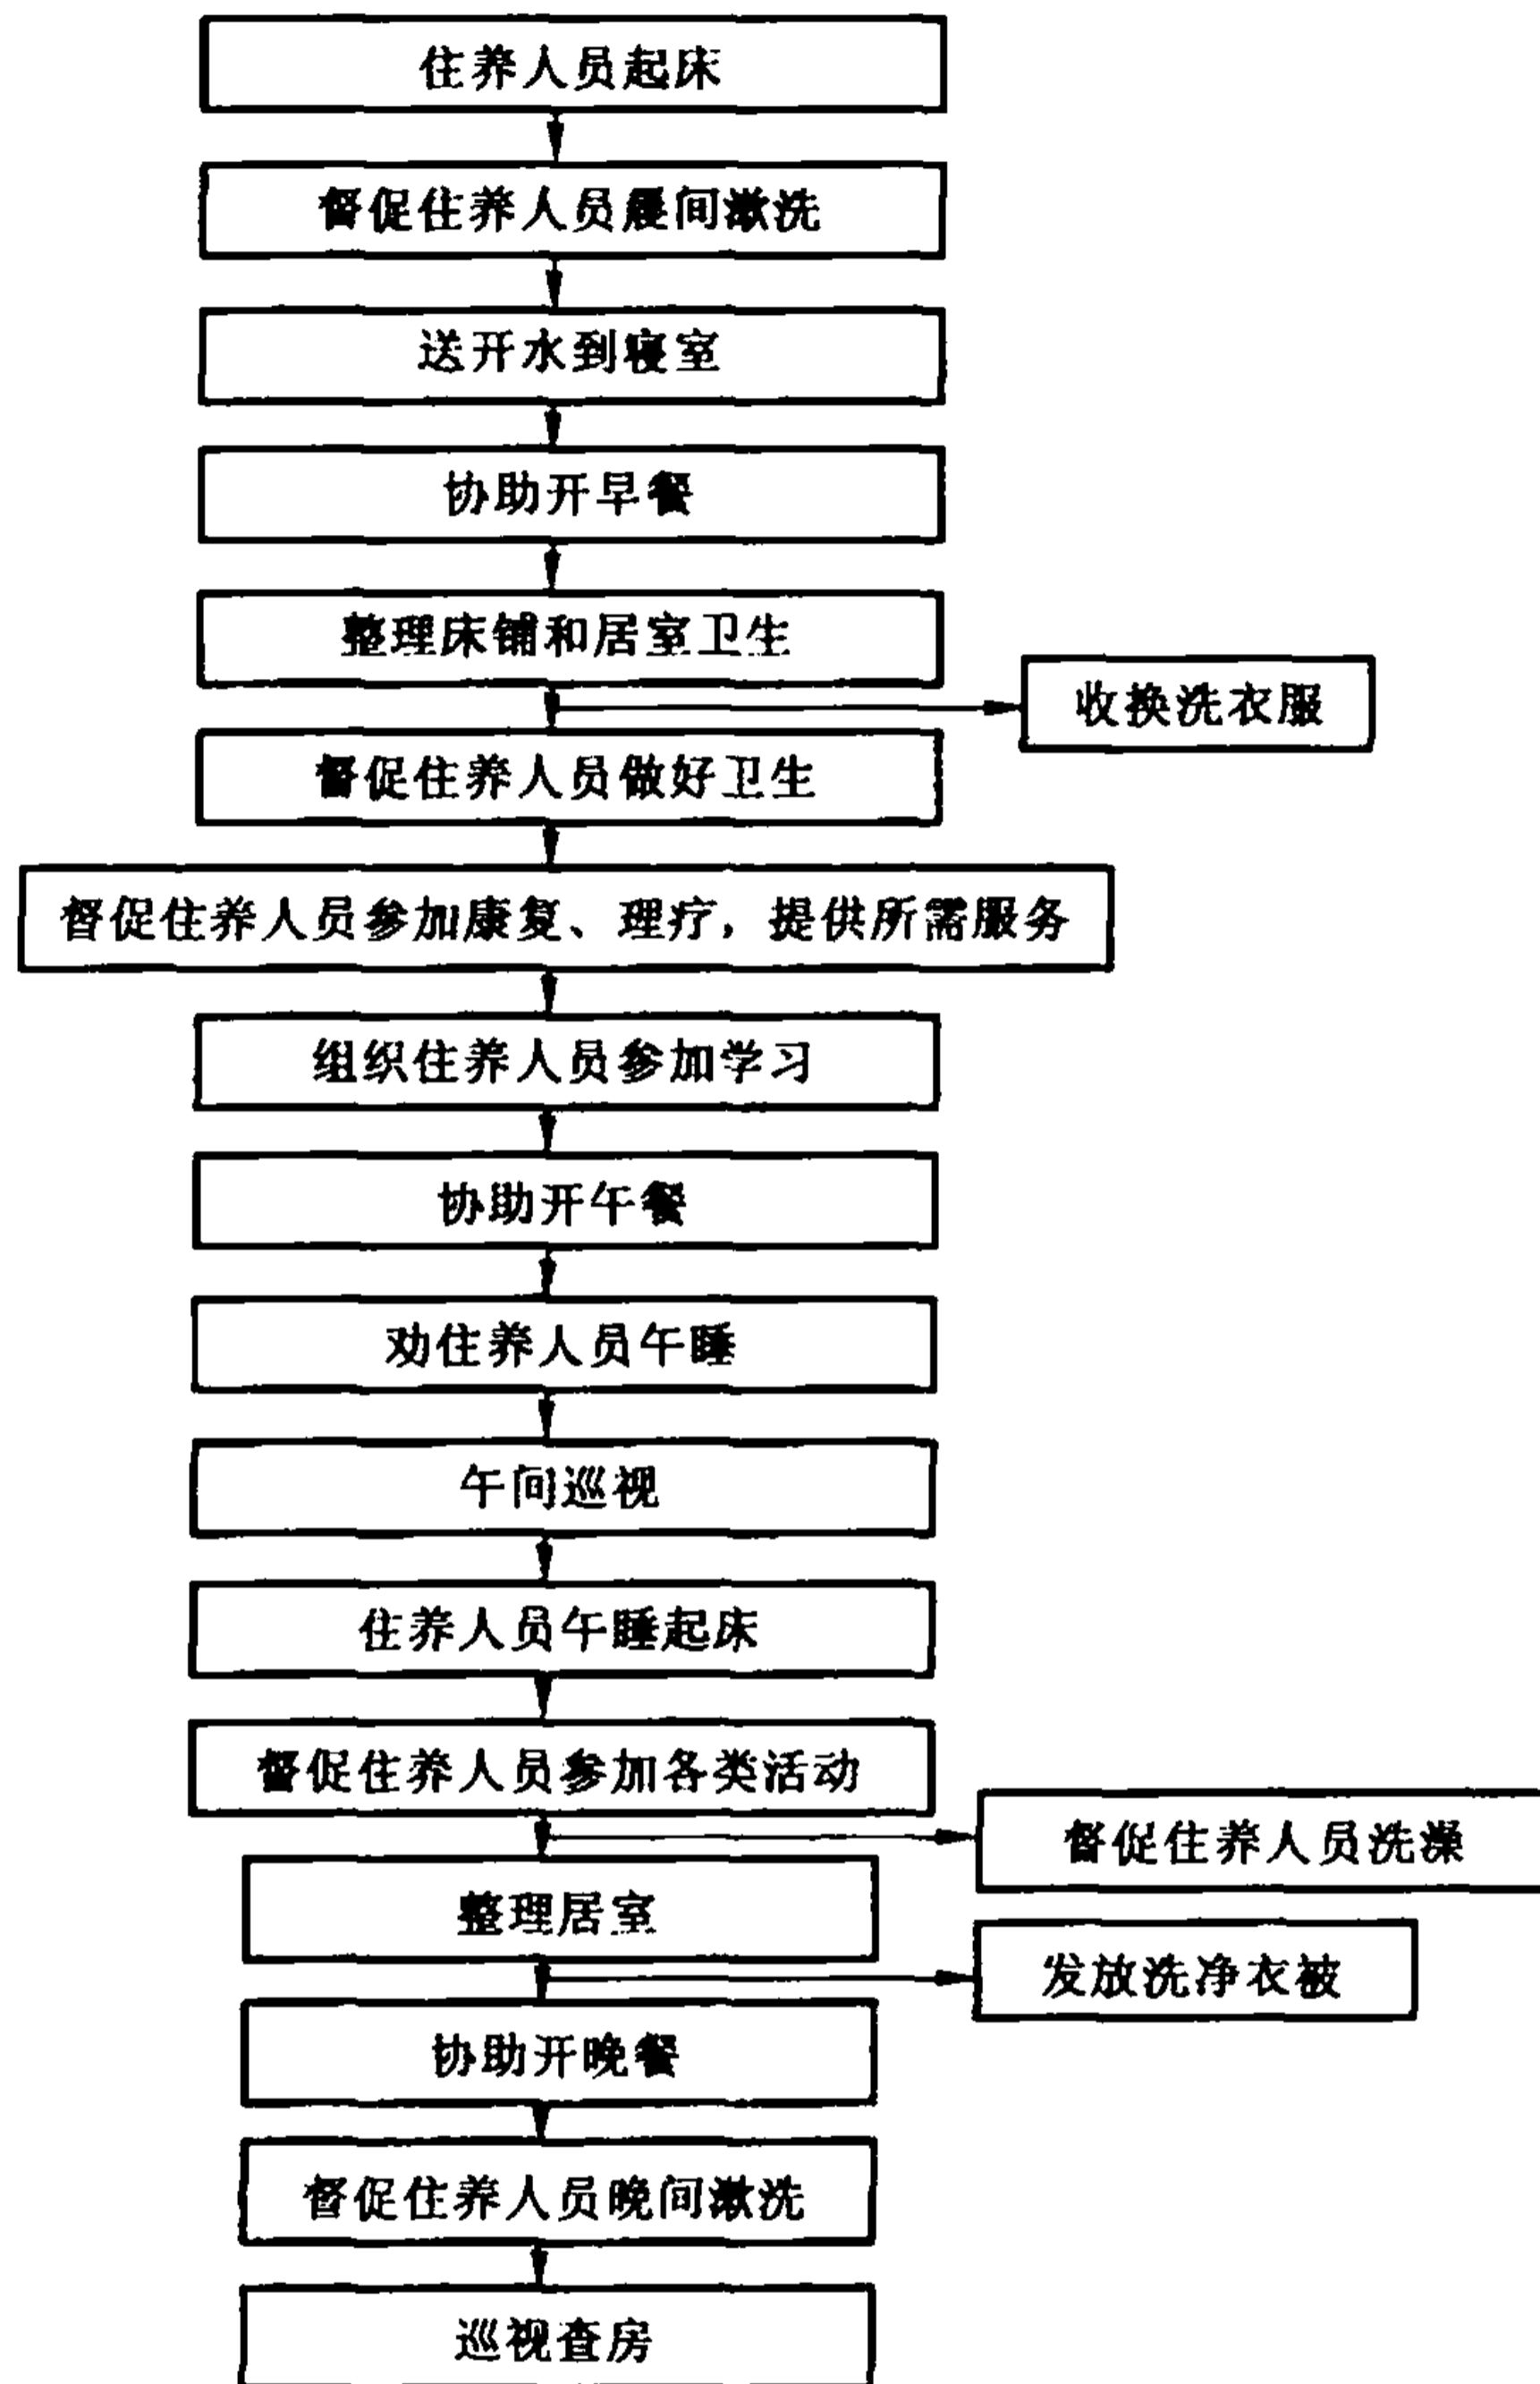 住养人员起床
督促住养人员晨间漱洗
送开水到寝室
协助开早餐
整理床铺和居室卫生
收换洗衣服
督促住养人员做好卫生
督促住养人员参加康复、理疗，提供所需服务
组织住养人员参加学习
协助开午餐
劝住养人员午睡
午间巡视
住养人员午睡起床
督促住养人员参加各类活动
督促住养人员洗澡
整理居室
发放洗净衣被
协助开晚餐
督促住养人员晚间漱洗
巡视查房